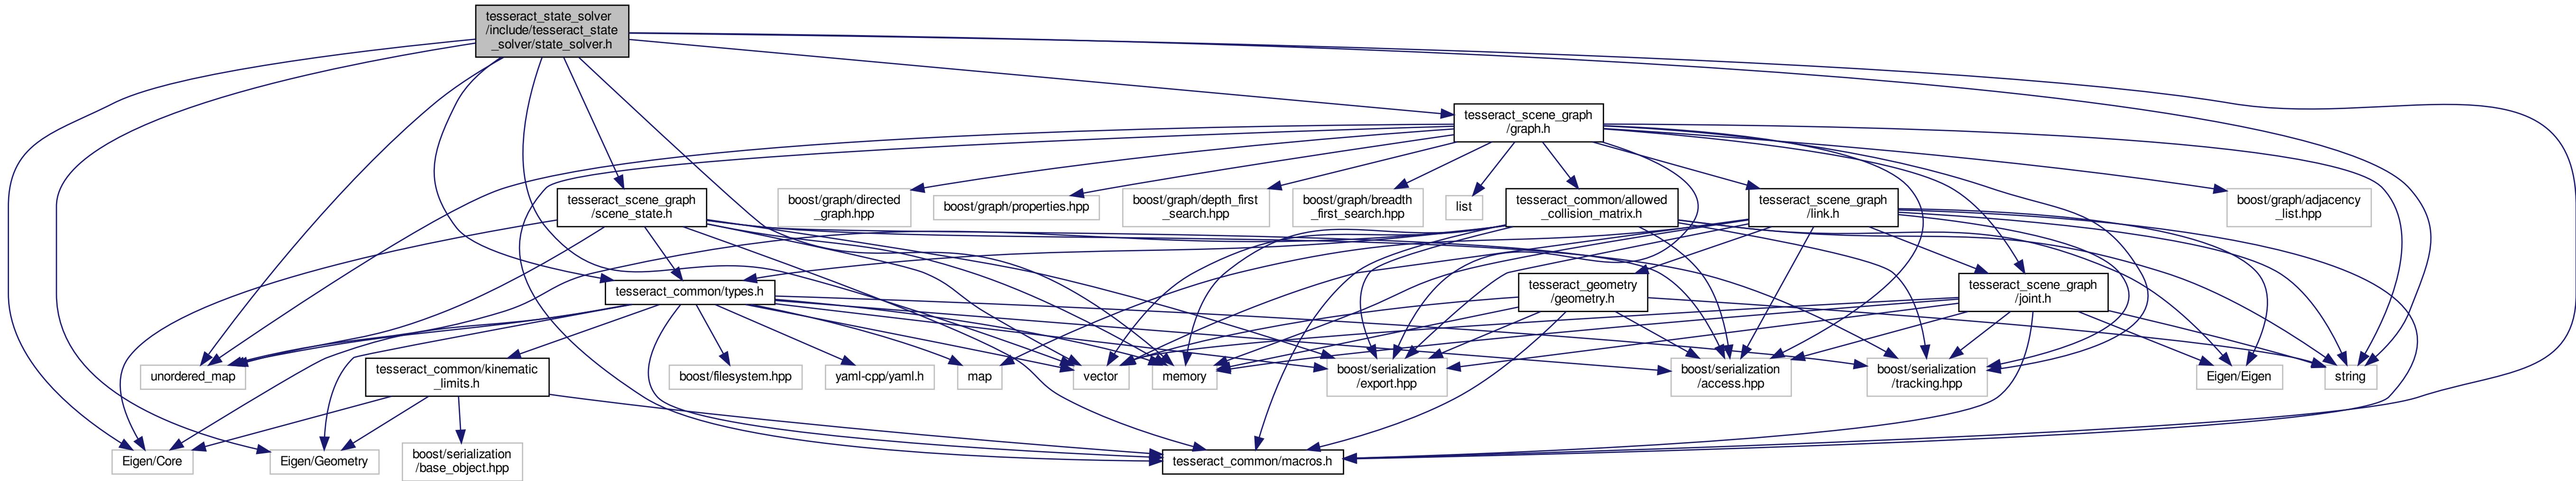 tesseract_state_solver
/include/tesseract_state
_solver/state_solver.h
tesseract_scene_graph
/graph.h
tesseract_scene_graph
/scene_state.h
boost/graph/directed
_graph.hpp
boost/graph/properties.hpp
boost/graph/depth_first
_search.hpp
boost/graph/breadth
_first_search.hpp
list
tesseract_common/allowed
_collision_matrix.h
tesseract_scene_graph
/link.h
boost/graph/adjacency
_list.hpp
tesseract_common/types.h
tesseract_geometry
/geometry.h
tesseract_scene_graph
/joint.h
unordered_map
tesseract_common/kinematic
_limits.h
boost/filesystem.hpp
yaml-cpp/yaml.h
map
vector
memory
boost/serialization
/export.hpp
boost/serialization
/access.hpp
boost/serialization
/tracking.hpp
Eigen/Eigen
string
Eigen/Core
Eigen/Geometry
boost/serialization
/base_object.hpp
tesseract_common/macros.h